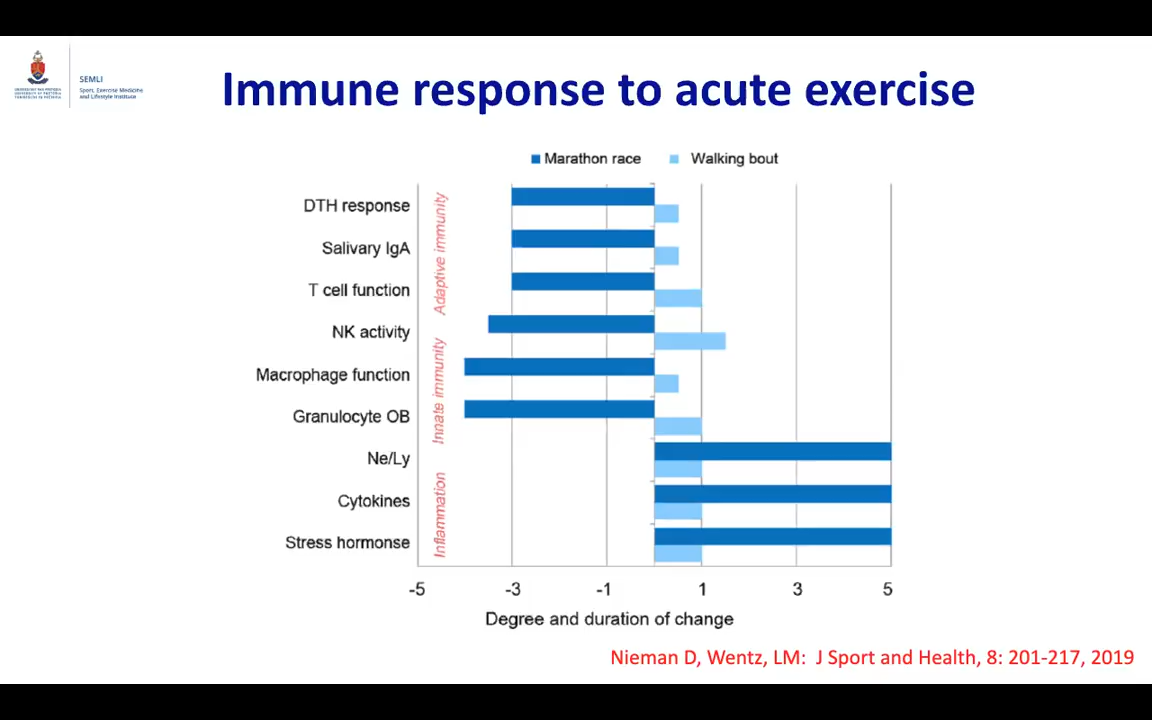 SEMLI
Sport, Exercise Medicine
and Lifestyle Institute
Immune response to acute exercise
Marathon race
Walking bout
DTH response
Salivary IgA
T cell function
NK activity
Macrophage function
Granulocyte OB
Ne/Ly
Cytokines
Stress hormonse
Adaptive immunity
Innate immunity
Inflammation
-5 -3 -1 1 3 5
Degree and duration of change
Nieman D, Wentz, LM: J Sport and Health, 8: 201-217, 2019